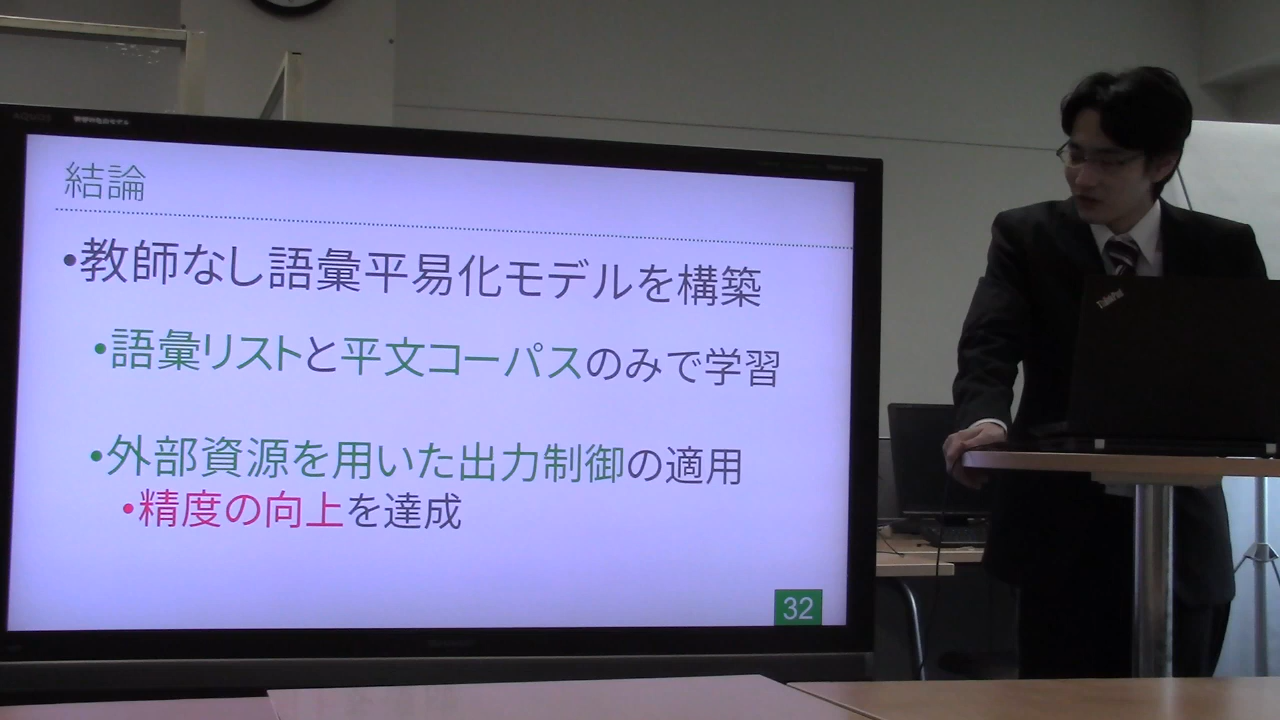 AQUOS
結論
•教師なし語彙平易化モデルを構築
•語彙リストと平文コーパスのみで学習
•外部資源を用いた出力制御の適用
•精度の向上を達成
32
ThinkPad